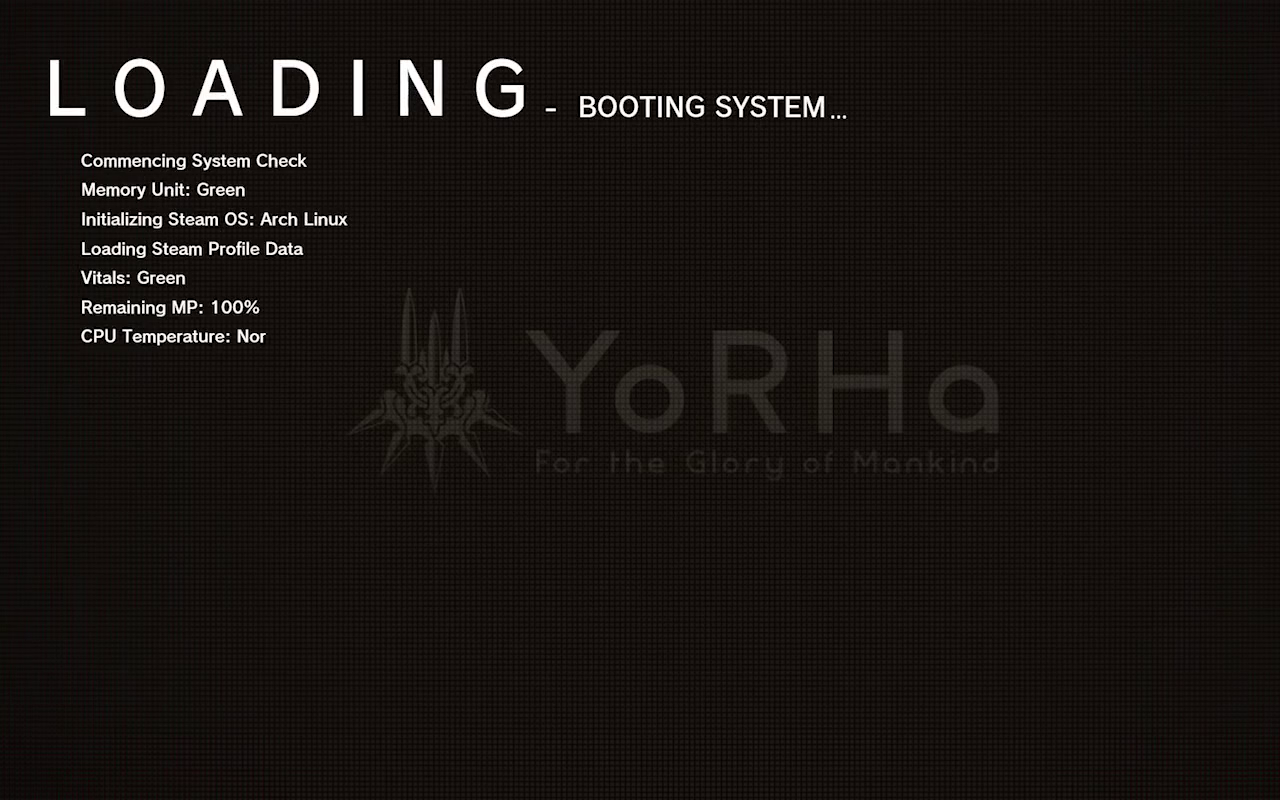 LOADING - BOOTING SYSTEM...
Commencing System Check
Memory Unit: Green
Initializing Steam OS: Arch Linux
Loading Steam Profile Data
Vitals: Green
Remaining MP: 100%
CPU Temperature: Nor
YoRHa
For the Glory of Mankind